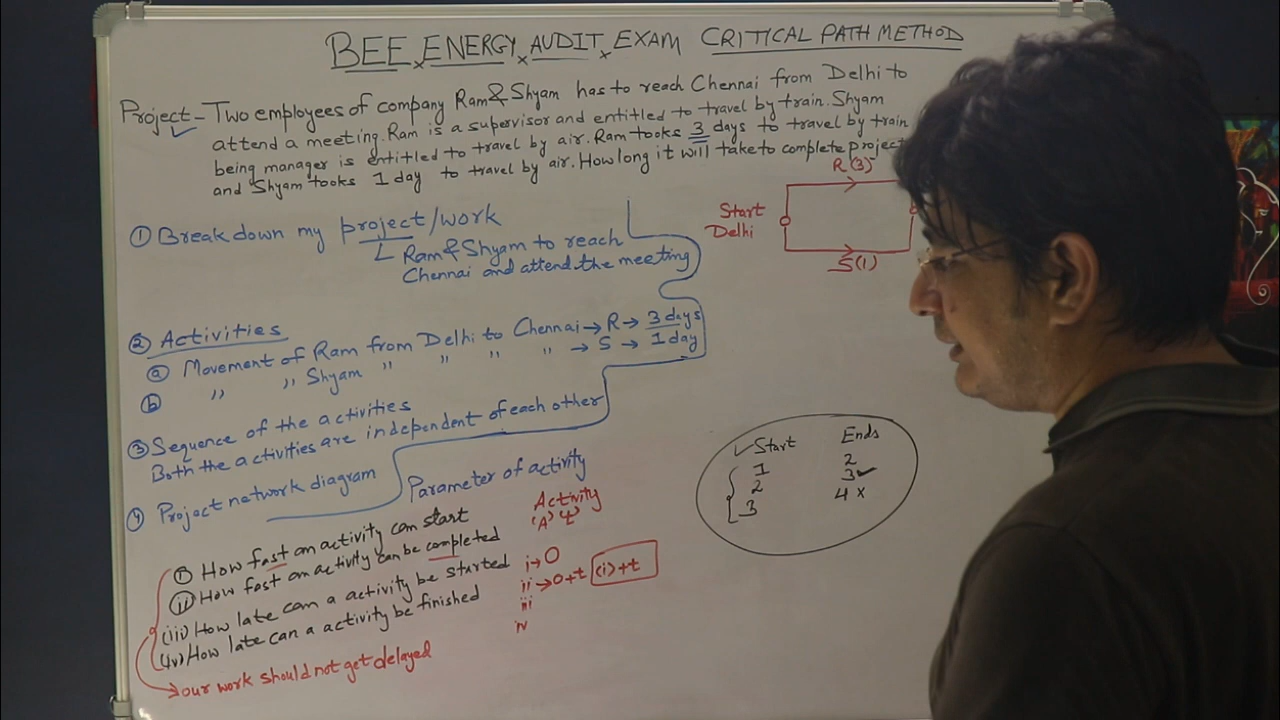 BEE ENERGY AUDIT EXAM CRITICAL PATH METHOD
Project - Two employees of company Ram & Shyam has to reach Chennai from Delhi to
attend a meeting. Ram is a supervisor and entitled to travel by train. Shyam
being manager is entitled to travel by air. Ram tooks 3 days to travel by train
and Shyam tooks 1 day to travel by air. How long it will take to complete project
R(3)
Start
Delhi
S(1)
① Break down my project/work
Ram & Shyam to reach
Chennai and attend the meeting
② Activities
ⓐ Movement of Ram from Delhi to Chennai → R → 3 days
ⓑ ,, ,, Shyam ,, ,, ,, ,, → S → 1 day
③ Sequence of the activities
Both the activities are independent of each other
④ Project network diagram
Parameter of activity
(i) How fast an activity can start
(ii) How fast an activity can be completed
(iii) How late can a activity be started
(iv) How late can a activity be finished
our work should not get delayed
Activity
i → 0
ii → 0+t (i)+t
iii
iv
Start Ends
1 2
2 3 ✓
3 4 x